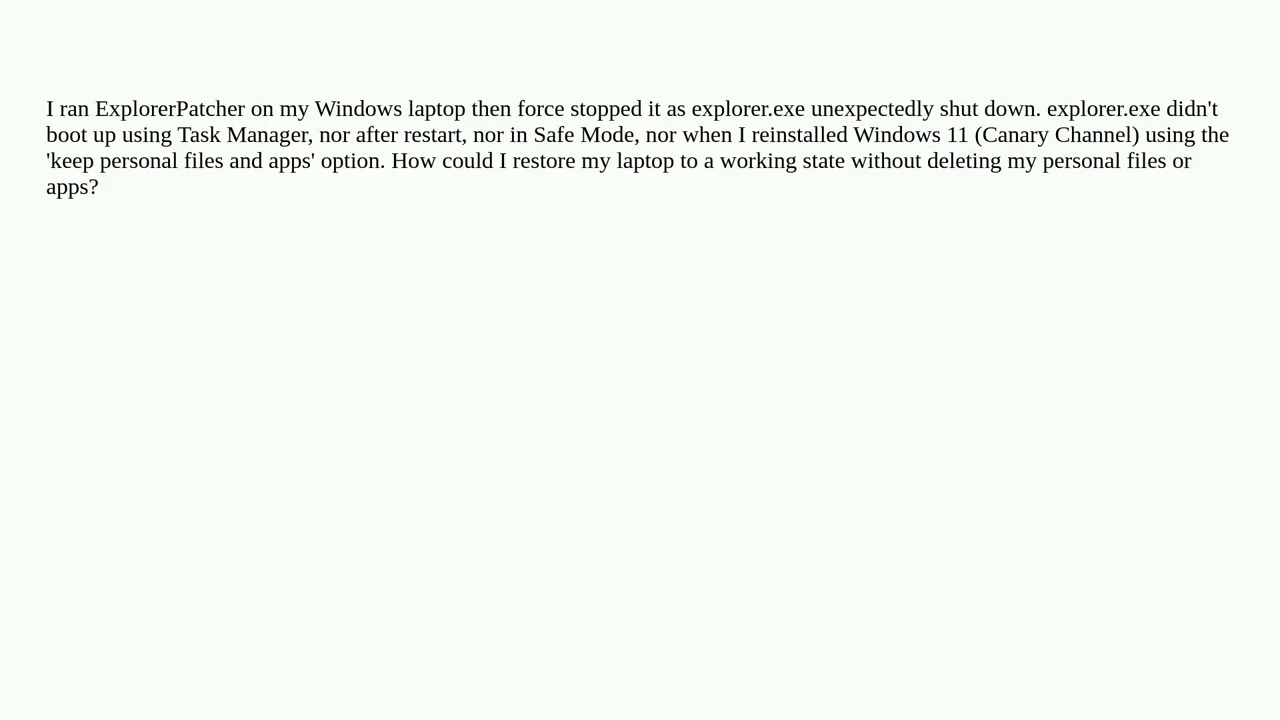 I ran ExplorerPatcher on my Windows laptop then force stopped it as explorer.exe unexpectedly shut down. explorer.exe didn't
boot up using Task Manager, nor after restart, nor in Safe Mode, nor when I reinstalled Windows 11 (Canary Channel) using the
'keep personal files and apps' option. How could I restore my laptop to a working state without deleting my personal files or
apps?